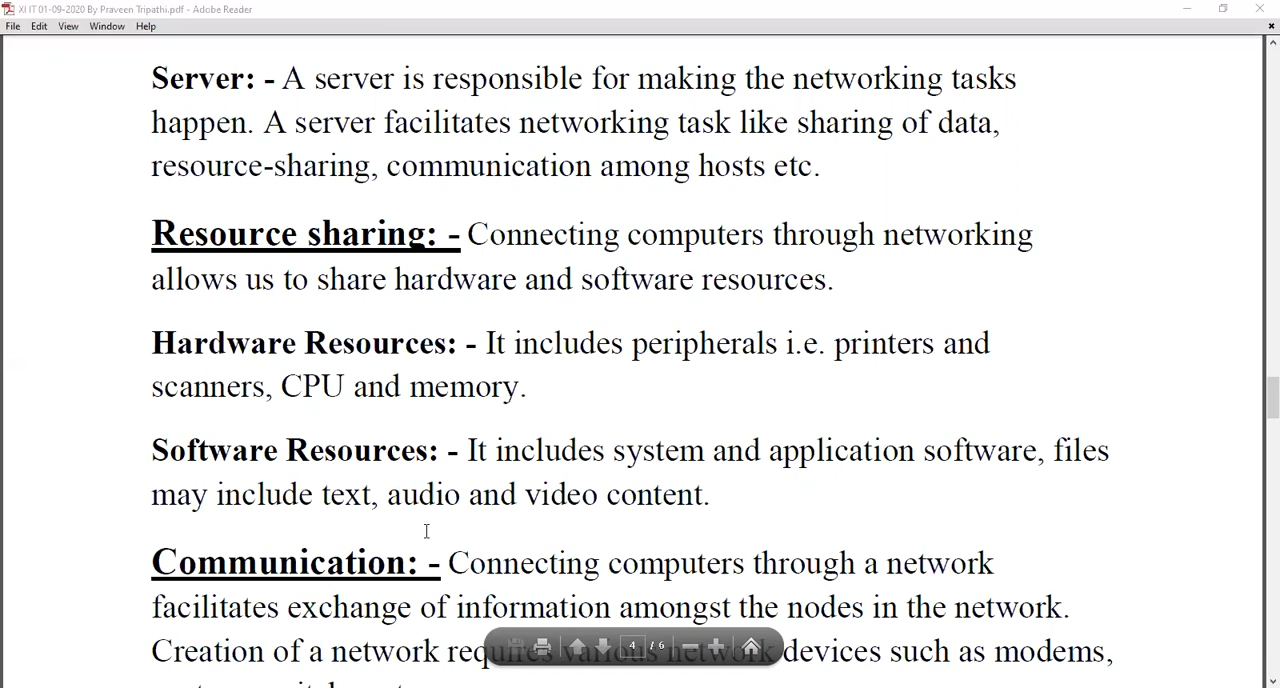 XI IT 01-09-2020 By Praveen Tripathi.pdf - Adobe Reader
File Edit View Window Help
Server: - A server is responsible for making the networking tasks
happen. A server facilitates networking task like sharing of data,
resource-sharing, communication among hosts etc.
Resource sharing: - Connecting computers through networking
allows us to share hardware and software resources.
Hardware Resources: - It includes peripherals i.e. printers and
scanners, CPU and memory.
Software Resources: - It includes system and application software, files
may include text, audio and video content.
Communication: - Connecting computers through a network
facilitates exchange of information amongst the nodes in the network.
Creation of a network requires various network devices such as modems,
4 / 6